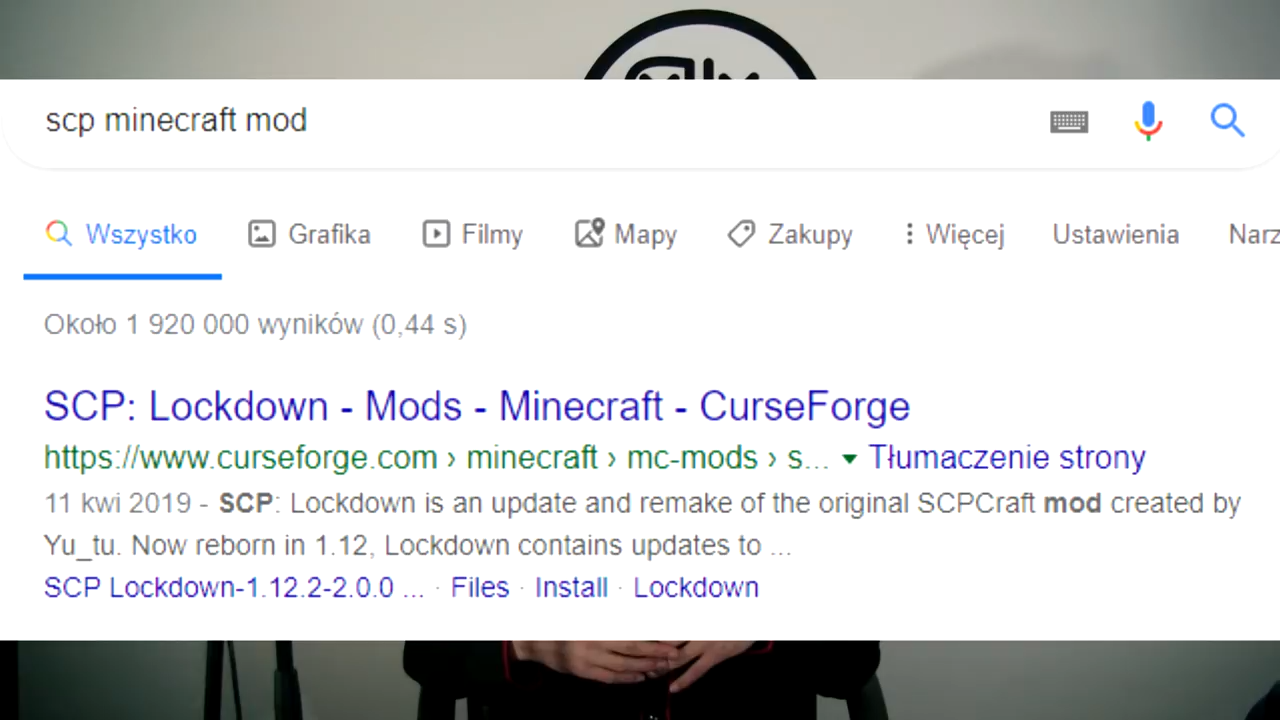 scp minecraft mod
Wszystko Grafika Filmy Mapy Zakupy Więcej Ustawienia Narz
Około 1 920 000 wyników (0,44 s)
SCP: Lockdown - Mods - Minecraft - CurseForge
https://www.curseforge.com › minecraft › mc-mods › s... Tłumaczenie strony
11 kwi 2019 - SCP: Lockdown is an update and remake of the original SCPCraft mod created by
Yu_tu. Now reborn in 1.12, Lockdown contains updates to ...
SCP Lockdown-1.12.2-2.0.0 ... · Files · Install · Lockdown